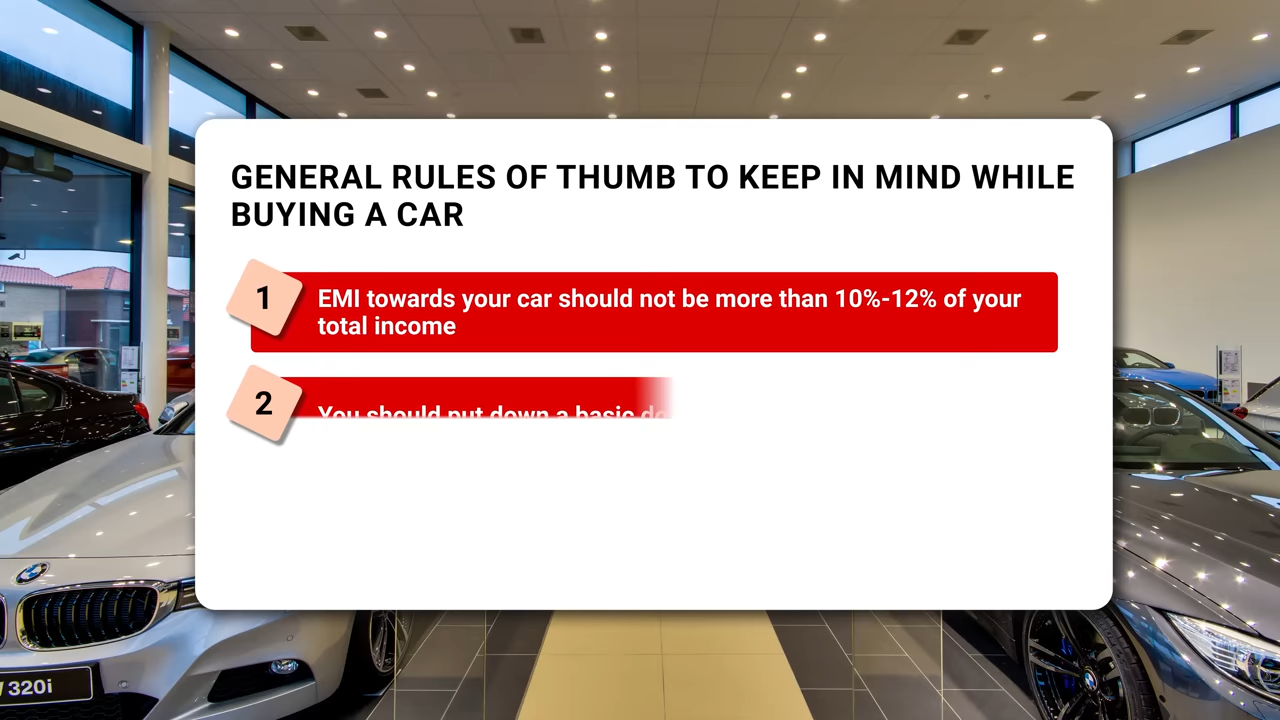 GENERAL RULES OF THUMB TO KEEP IN MIND WHILE
BUYING A CAR
1
EMI towards your car should not be more than 10%-12% of your
total income
2
You should put down a basic
320i